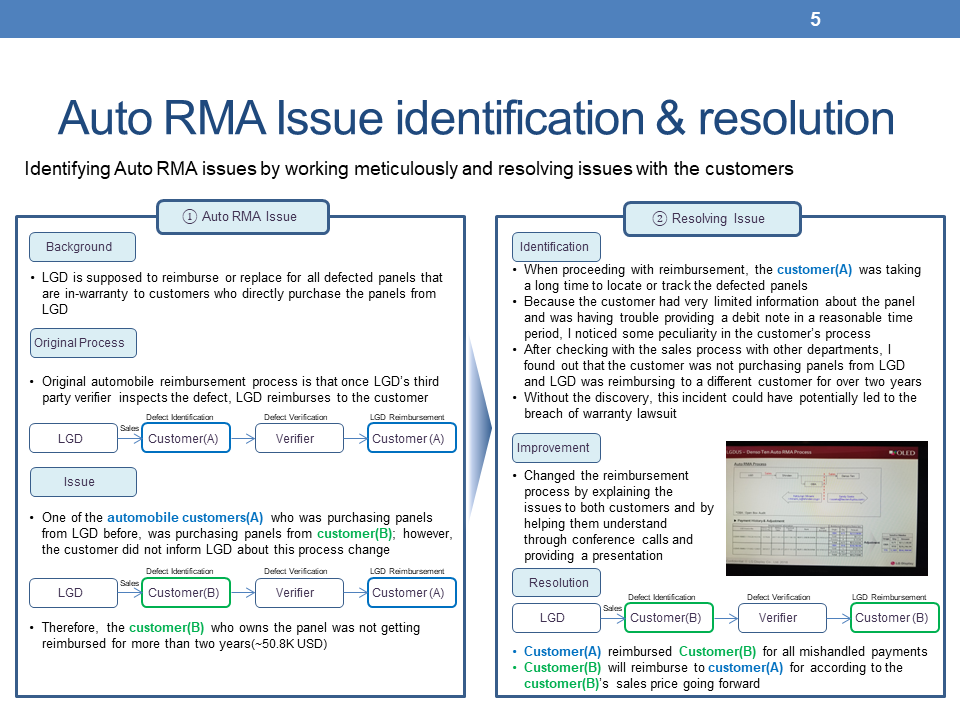 5
Auto RMA Issue identification & resolution
Identifying Auto RMA issues by working meticulously and resolving issues with the customers
① Auto RMA Issue
Background
• LGD is supposed to reimburse or replace for all defected panels that
are in-warranty to customers who directly purchase the panels from
LGD
Original Process
• Original automobile reimbursement process is that once LGD's third
party verifier inspects the defect, LGD reimburses to the customer
Defect Identification Defect Verification LGD Reimbursement
Sales
LGD Customer(A) Verifier Customer (A)
Issue
• One of the automobile customers(A) who was purchasing panels
from LGD before, was purchasing panels from customer(B); however,
the customer did not inform LGD about this process change
Defect Identification Defect Verification LGD Reimbursement
Sales
LGD Customer(B) Verifier Customer (A)
• Therefore, the customer(B) who owns the panel was not getting
reimbursed for more than two years(~50.8K USD)
② Resolving Issue
Identification
• When proceeding with reimbursement, the customer(A) was taking
a long time to locate or track the defected panels
• Because the customer had very limited information about the panel
and was having trouble providing a debit note in a reasonable time
period, I noticed some peculiarity in the customer's process
• After checking with the sales process with other departments, I
found out that the customer was not purchasing panels from LGD
and LGD was reimbursing to a different customer for over two years
• Without the discovery, this incident could have potentially led to the
breach of warranty lawsuit
Improvement
• Changed the reimbursement
process by explaining the
issues to both customers and by
helping them understand
through conference calls and
providing a presentation
LGDUS – Denso Ten Auto RMA Process
OLED
Auto RMA Process
Resolution
Defect Identification Defect Verification LGD Reimbursement
Sales
LGD Customer(B) Verifier Customer (B)
• Customer(A) reimbursed Customer(B) for all mishandled payments
• Customer(B) will reimburse to customer(A) for according to the
customer(B)'s sales price going forward